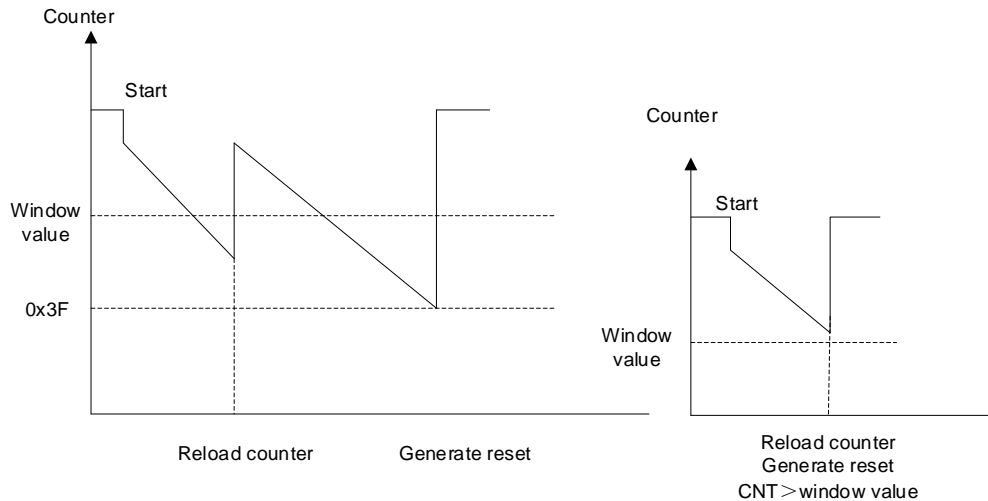 Counter
Start
Window
value
0x3F
Reload counter
Generate reset
Counter
Start
Window
value
Reload counter
Generate reset
CNT＞window value